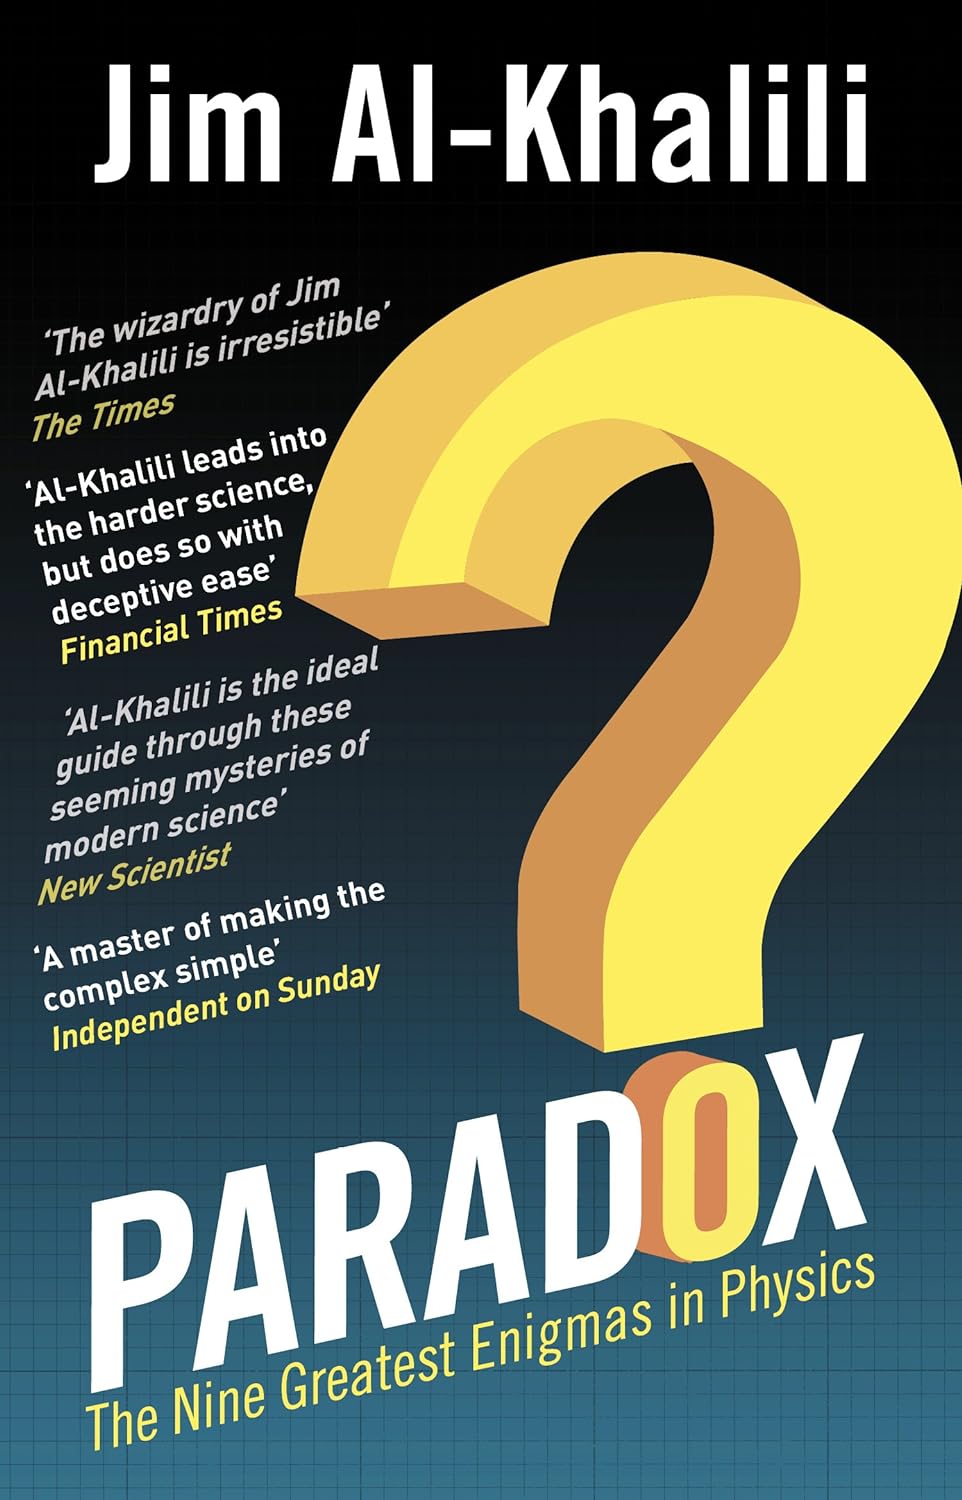 Jim Al-Khalili
‘The wizardry of Jim
Al-Khalili is irresistible’
The Times
‘Al-Khalili leads into
the harder science,
but does so with
deceptive ease’
Financial Times
‘Al-Khalili is the ideal
guide through these
seeming mysteries of
modern science’
New Scientist
‘A master of making the
complex simple’
Independent on Sunday
?
PARADOX
The Nine Greatest Enigmas in Physics